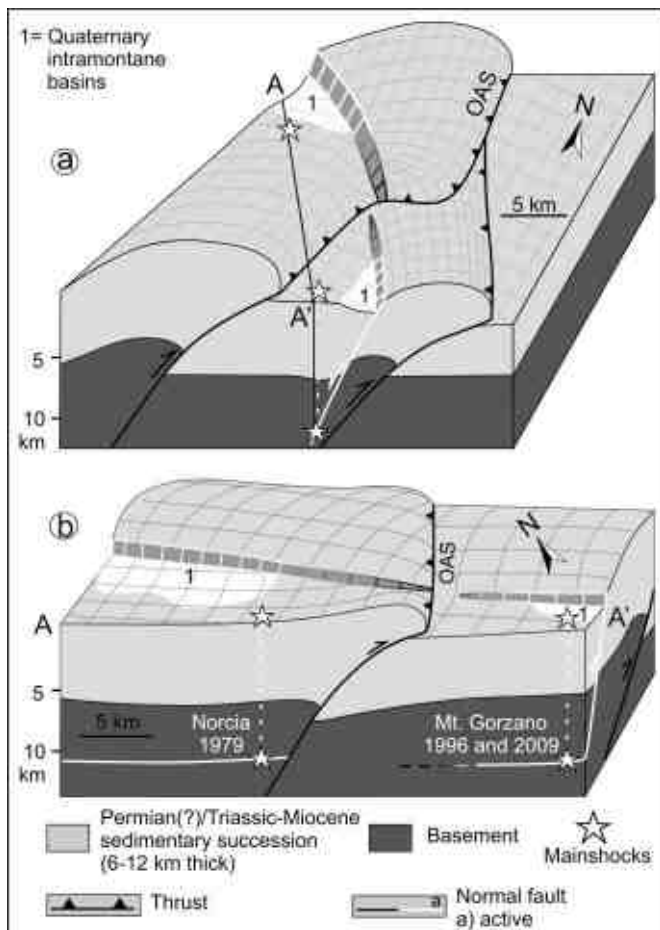 1= Quaternary
intramontane
basins
A
1
OAS
N
a
5 km
1
A'
5
10
km
b
N
1
OAS
A
1
A'
5
5 km
Norcia
1979
Mt. Gorzano
1996 and 2009
10
km
Permian(?)/Triassic-Miocene
sedimentary succession
(6-12 km thick)
Basement
Mainshocks
Thrust
a
Normal fault
a) active